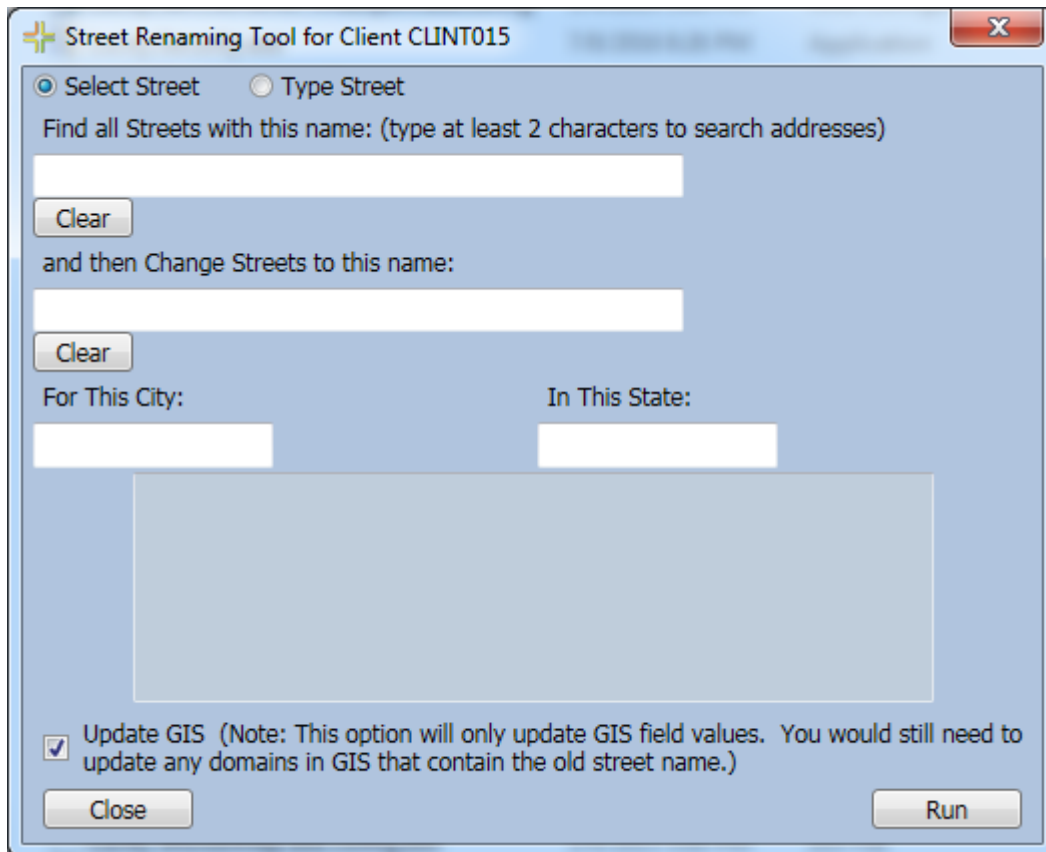 Street Renaming Tool for Client CLINT015
Select Street Type Street
Find all Streets with this name: (type at least 2 characters to search addresses)
Clear
and then Change Streets to this name:
Clear
For This City: In This State:
Update GIS (Note: This option will only update GIS field values. You would still need to
update any domains in GIS that contain the old street name.)
Close Run